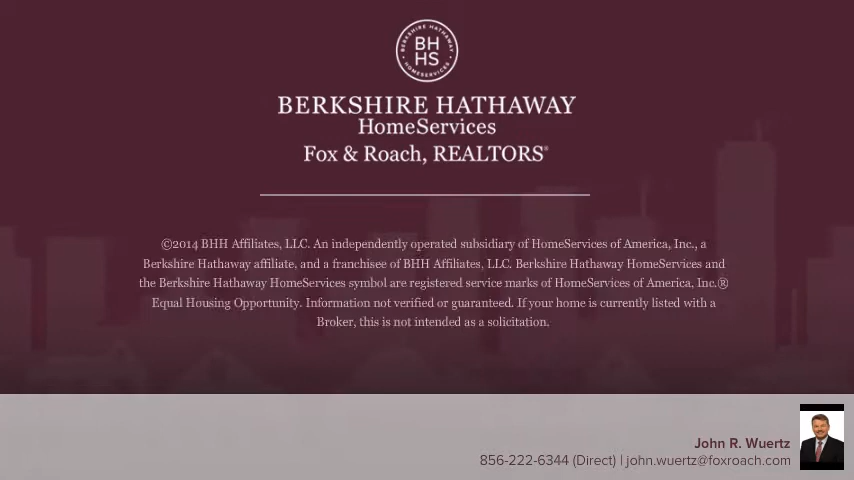 BERKSHIRE HATHAWAY
HOMESERVICES
BH
HS
BERKSHIRE HATHAWAY
HomeServices
Fox & Roach, REALTORS®
©2014 BHH Affiliates, LLC. An independently operated subsidiary of HomeServices of America, Inc., a
Berkshire Hathaway affiliate, and a franchisee of BHH Affiliates, LLC. Berkshire Hathaway HomeServices and
the Berkshire Hathaway HomeServices symbol are registered service marks of HomeServices of America, Inc.®
Equal Housing Opportunity. Information not verified or guaranteed. If your home is currently listed with a
Broker, this is not intended as a solicitation.
John R. Wuertz
856-222-6344 (Direct) | john.wuertz@foxroach.com